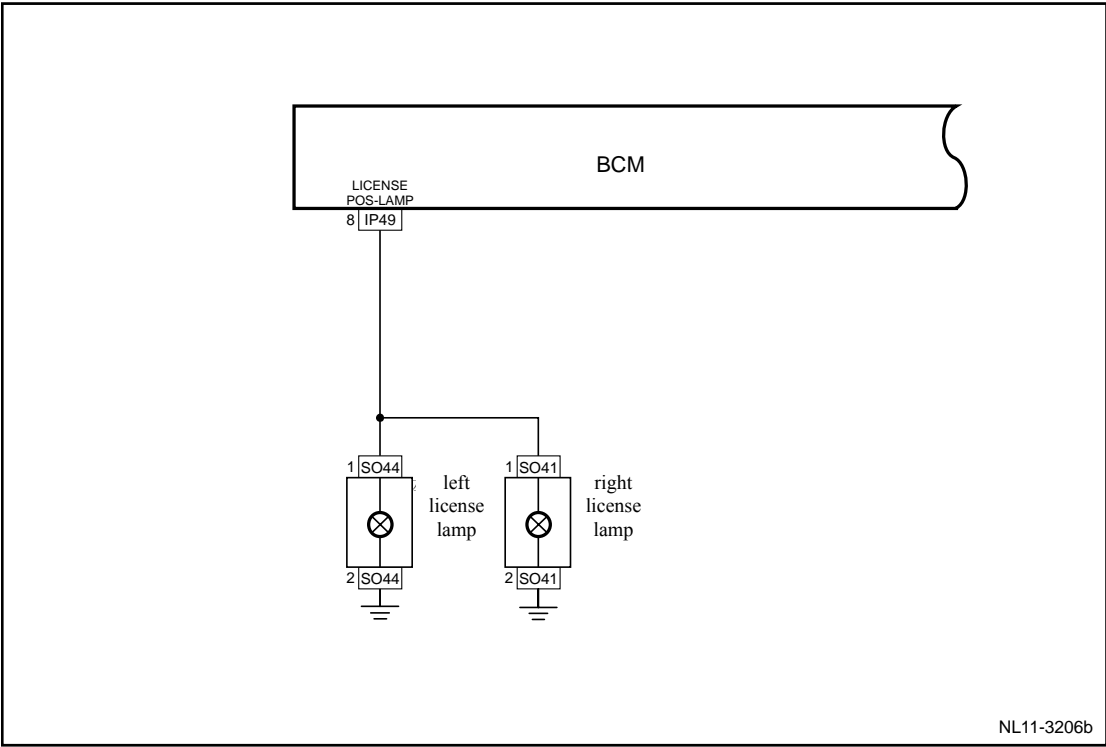 BCM
LICENSE
POS-LAMP
8 IP49
1 SO44
left
license
lamp
2 SO44
1 SO41
right
license
lamp
2 SO41
NL11-3206b